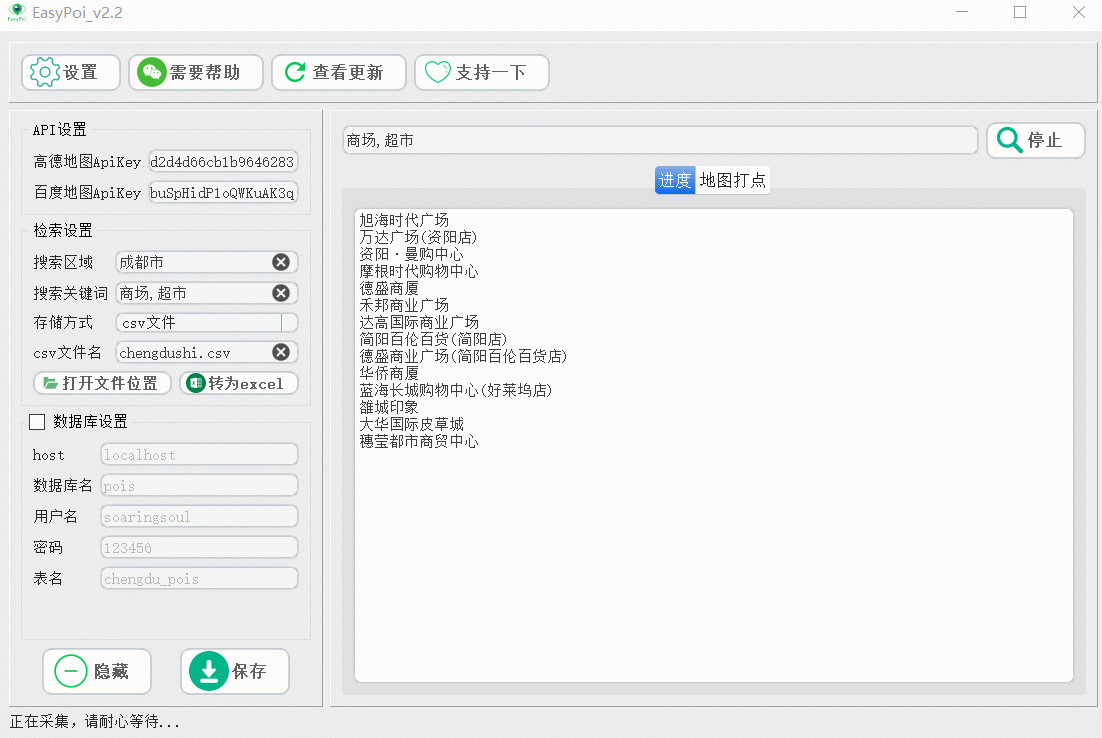 EasyPoi_v2.2
设置 需要帮助 查看更新 支持一下
API设置
高德地图ApiKey d2d4d66cb1b9646283
百度地图ApiKey buSpHidP1oQWKuAK3q
检索设置
搜索区域 成都市
搜索关键词 商场,超市
存储方式 csv文件
csv文件名 chengdushi.csv
打开文件位置 转为excel
数据库设置
host localhost
数据库名 pois
用户名 soaringsoul
密码 123456
表名 chengdu_pois
隐藏 保存
商场,超市 停止
进度 地图打点
旭海时代广场
万达广场(资阳店)
资阳·曼购中心
摩根时代购物中心
德盛商厦
禾邦商业广场
达高国际商业广场
简阳百伦百货(简阳店)
德盛商业广场(简阳百伦百货店)
华侨商厦
蓝海长城购物中心(好莱坞店)
雒城印象
大华国际皮草城
穗莹都市商贸中心
正在采集，请耐心等待...